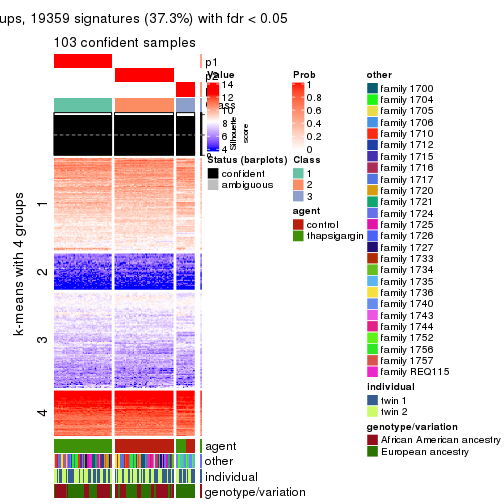 ups, 19359 signatures (37.3%) with fdr < 0.05
103 confident samples
p1
p2
Silhouette score
k-means with 4 groups
1
2
3
4
agent
other
individual
genotype/variation
Value
14
12
10
8
6
4
Status (barplots)
confident
ambiguous
Prob
1
0.8
0.6
0.4
0.2
0
Class
1
2
3
agent
control
thapsigargin
other
family 1700
family 1704
family 1705
family 1706
family 1710
family 1712
family 1715
family 1716
family 1717
family 1720
family 1721
family 1724
family 1725
family 1726
family 1727
family 1733
family 1734
family 1735
family 1736
family 1740
family 1743
family 1744
family 1752
family 1756
family 1757
family REQ115
individual
twin 1
twin 2
genotype/variation
African American ancestry
European ancestry